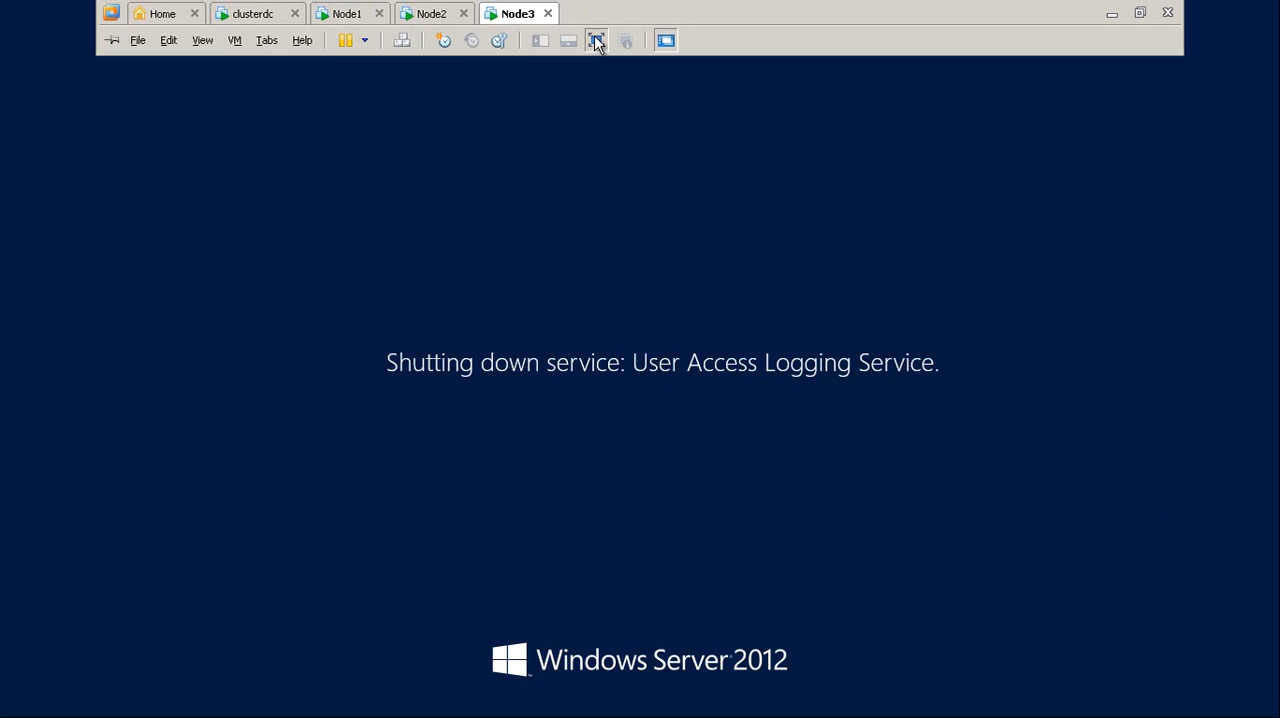 Home clusterdc Node1 Node2 Node3
File Edit View VM Tabs Help
Shutting down service: User Access Logging Service.
Windows Server 2012